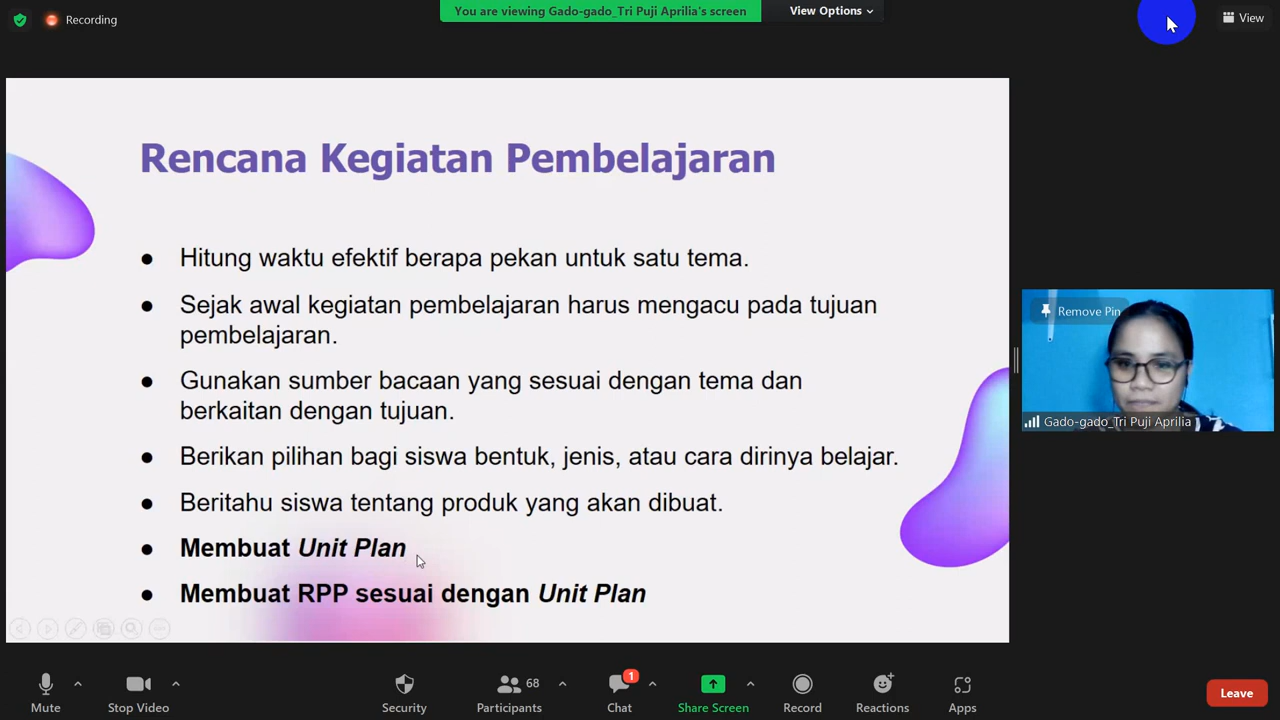 Recording
You are viewing Gado-gado_Tri Puji Aprilia's screen
View Options
View
Rencana Kegiatan Pembelajaran
● Hitung waktu efektif berapa pekan untuk satu tema.
● Sejak awal kegiatan pembelajaran harus mengacu pada tujuan
pembelajaran.
● Gunakan sumber bacaan yang sesuai dengan tema dan
berkaitan dengan tujuan.
● Berikan pilihan bagi siswa bentuk, jenis, atau cara dirinya belajar.
● Beritahu siswa tentang produk yang akan dibuat.
● Membuat Unit Plan
● Membuat RPP sesuai dengan Unit Plan
Remove Pin
Gado-gado_Tri Puji Aprilia
Mute
Stop Video
Security
68
Participants
1
Chat
Share Screen
Record
Reactions
Apps
Leave